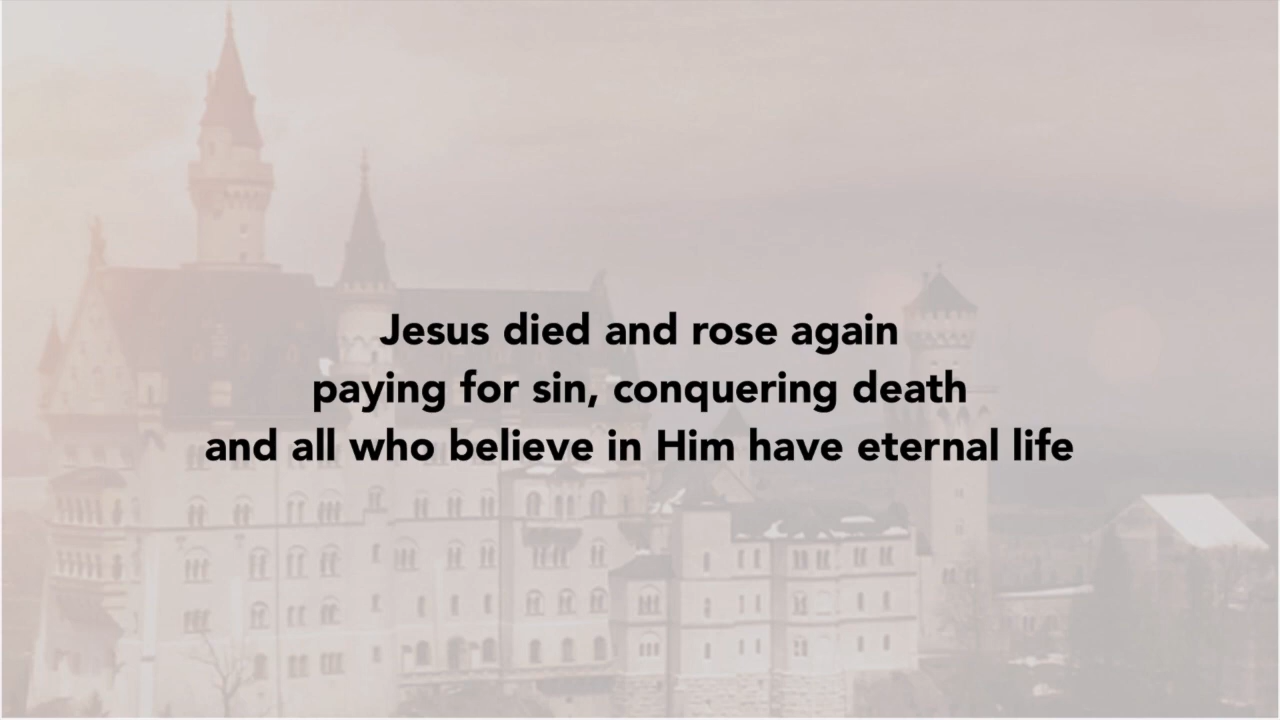 Jesus died and rose again
paying for sin, conquering death
and all who believe in Him have eternal life